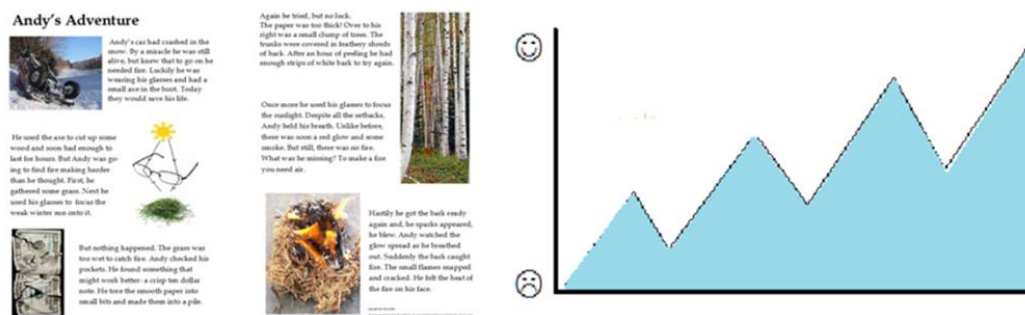 Andy's Adventure
Andy's car had crashed in the
snow. By a miracle he was still
alive, but knew that to go on he
needed fire. Luckily he was
wearing his glasses and had a
small axe in the boot. Today
they would save his life.
He used the axe to cut up some
wood and soon had enough to
last for hours. But Andy was go-
ing to find fire making harder
than he thought. First, he
gathered some grass. Next he
used his glasses to focus the
weak winter sun onto it.
But nothing happened. The grass was
too wet to catch fire. Andy checked his
pockets. He found something that
might work better- a crisp ten dollar
note. He tore the smooth paper into
small bits and made them into a pile.
Again he tried, but no luck.
The paper was too thick! Over to his
right was a small clump of trees. The
trunks were covered in feathery shreds
of bark. After an hour of peeling he had
enough strips of white bark to try again.
Once more he used his glasses to focus
the sunlight. Despite all the setbacks,
Andy held his breath. Unlike before,
there was soon a red glow and some
smoke. But still, there was no fire.
What was he missing? To make a fire
you need air.
Hastily he got the bark ready
again and, he sparks appeared,
he blew. Andy watched the
glow spread as he breathed
out. Suddenly the bark caught
fire. The small flames snapped
and cracked. He felt the heat of
the fire on his face.